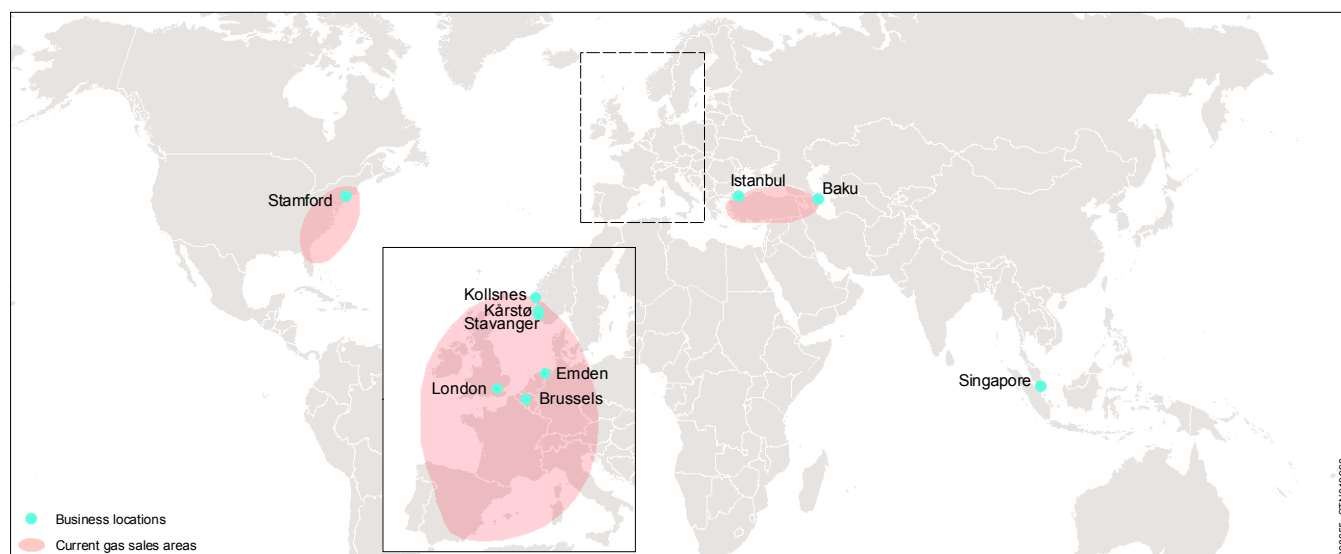 Istanbul
Baku
Stamford
Kollsnes
Kårstø
Stavanger
Emden
London
Brussels
Singapore
Business locations
Current gas sales areas